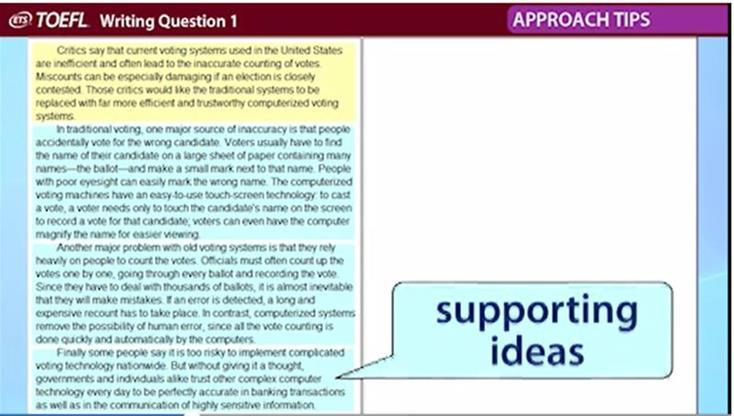 ETS TOEFL Writing Question 1
APPROACH TIPS
Critics say that current voting systems used in the United States
are inefficient and often lead to the inaccurate counting of votes.
Miscounts can be especially damaging if an election is closely
contested. Those critics would like the traditional systems to be
replaced with far more efficient and trustworthy computerized voting
systems.
In traditional voting, one major source of inaccuracy is that people
accidentally vote for the wrong candidate. Voters usually have to find
the name of their candidate on a large sheet of paper containing many
names—the ballot—and make a small mark next to that name. People
with poor eyesight can easily mark the wrong name. The computerized
voting machines have an easy-to-use touch-screen technology: to cast
a vote, a voter needs only to touch the candidate's name on the screen
to record a vote for that candidate; voters can even have the computer
magnify the name for easier viewing.
Another major problem with old voting systems is that they rely
heavily on people to count the votes. Officials must often count up the
votes one by one, going through every ballot and recording the vote.
Since they have to deal with thousands of ballots, it is almost inevitable
that they will make mistakes. If an error is detected, a long and
expensive recount has to take place. In contrast, computerized systems
remove the possibility of human error, since all the vote counting is
done quickly and automatically by the computers.
Finally some people say it is too risky to implement complicated
voting technology nationwide. But without giving it a thought,
governments and individuals alike trust other complex computer
technology every day to be perfectly accurate in banking transactions
as well as in the communication of highly sensitive information.
supporting
ideas